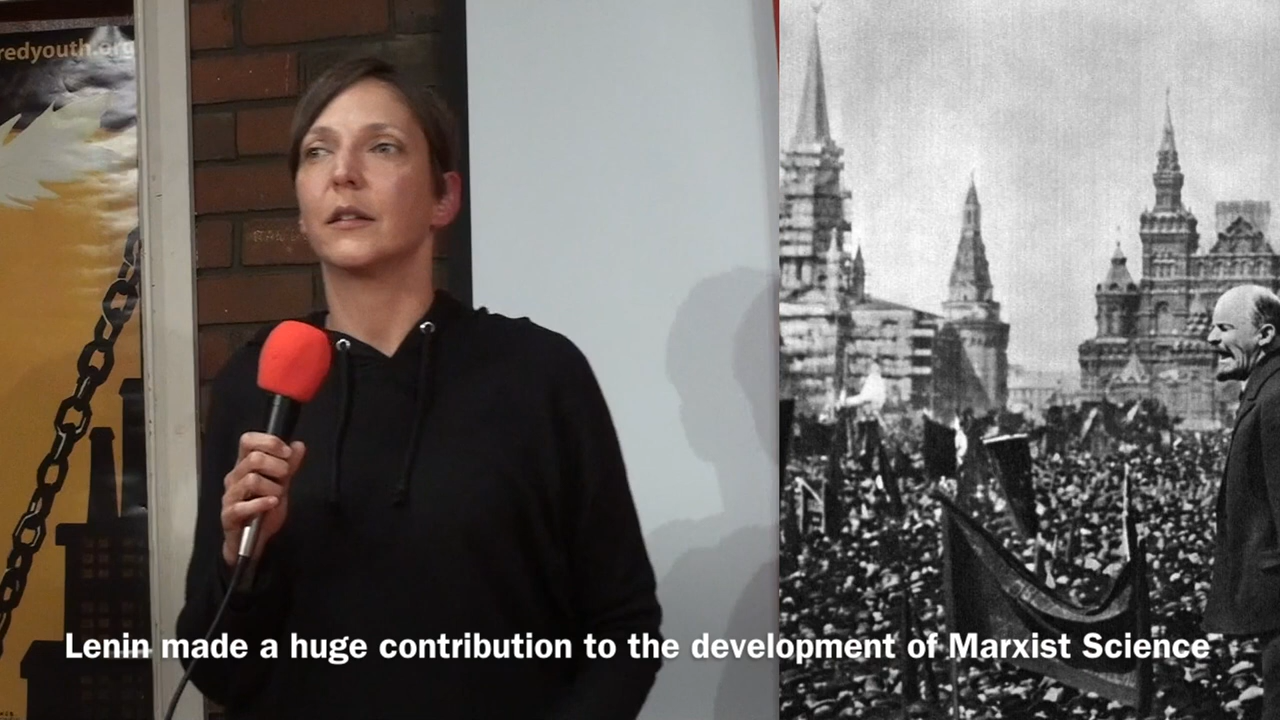 redyouth.org
Lenin made a huge contribution to the development of Marxist Science